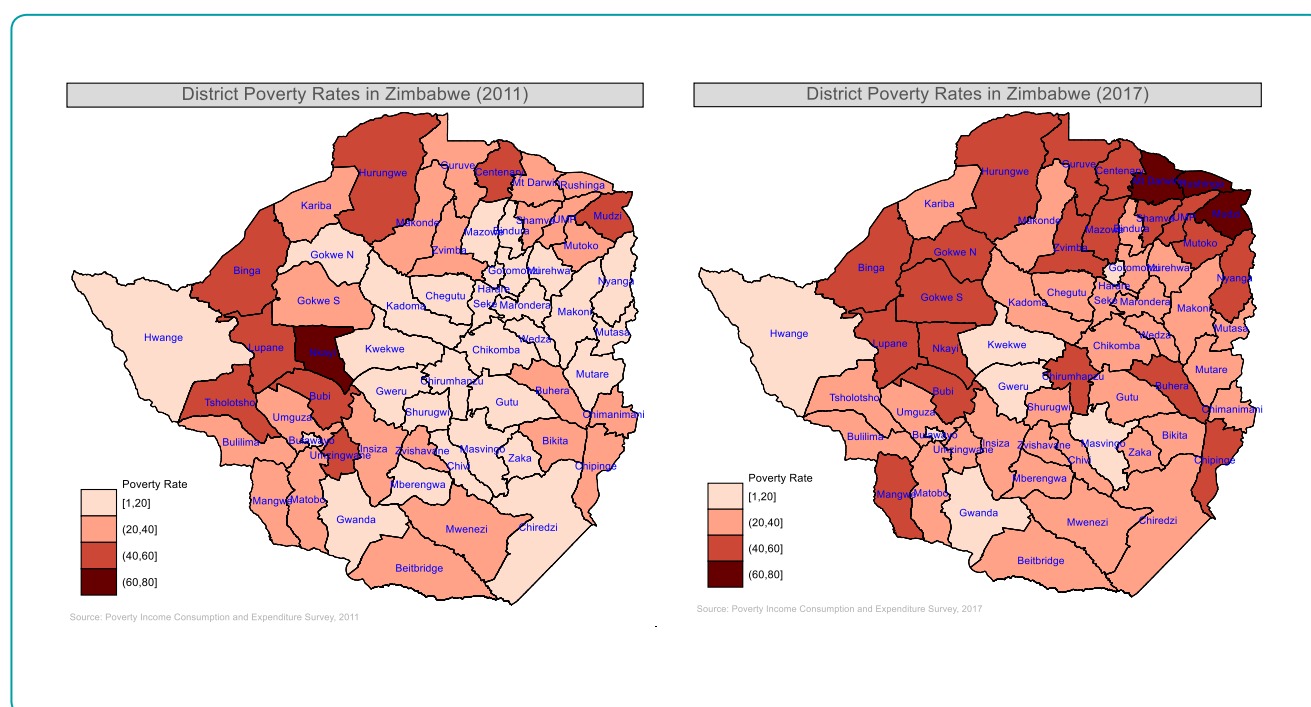 District Poverty Rates in Zimbabwe (2011)
Hurungwe
Guruve
Centenary
Mt Darwin
Rushinga
Kariba
Makonde
Mazowe
Bindura
Shamva
UMP
Mudzi
Zvimba
Mutoko
Gokwe N
Binga
Goromonzi
Murehwa
Nyanga
Gokwe S
Chegutu
Harare
Kadoma
Seke
Marondera
Makoni
Hwange
Mutasa
Lupane
Nkayi
Kwekwe
Chikomba
Wedza
Mutare
Chirumhanzu
Tsholotsho
Bubi
Gweru
Buhera
Umguza
Shurugwi
Gutu
Chimanimani
Bulilima
Bulawayo
Umzingwane
Insiza
Zvishavane
Masvingo
Bikita
Zaka
Chivi
Chipinge
Mangwe
Matobo
Mberengwa
Gwanda
Mwenezi
Chiredzi
Beitbridge
Poverty Rate
[1,20]
(20,40]
(40,60]
(60,80]
Source: Poverty Income Consumption and Expenditure Survey, 2011
.
District Poverty Rates in Zimbabwe (2017)
Hurungwe
Guruve
Centenary
Mt Darwin
Rushinga
Kariba
Makonde
Mazowe
Bindura
Shamva
UMP
Mudzi
Zvimba
Mutoko
Gokwe N
Binga
Goromonzi
Murehwa
Nyanga
Gokwe S
Chegutu
Harare
Kadoma
Seke
Marondera
Makoni
Hwange
Mutasa
Lupane
Nkayi
Kwekwe
Chikomba
Wedza
Mutare
Chirumhanzu
Tsholotsho
Bubi
Gweru
Buhera
Umguza
Shurugwi
Gutu
Chimanimani
Bulilima
Bulawayo
Umzingwane
Insiza
Zvishavane
Masvingo
Bikita
Zaka
Chivi
Chipinge
Mangwe
Matobo
Mberengwa
Gwanda
Mwenezi
Chiredzi
Beitbridge
Poverty Rate
[1,20]
(20,40]
(40,60]
(60,80]
Source: Poverty Income Consumption and Expenditure Survey, 2017